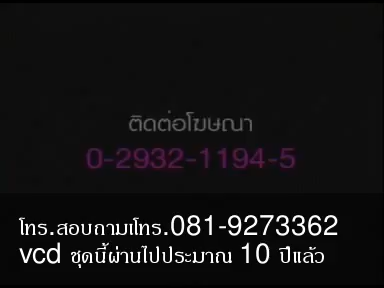 ติดต่อโฆษณา
0-2932-1194-5
โทร.สอบถามเโทร.081-9273362
vcd ชุดนี้ผ่านไปประมาณ 10 ปีแล้ว